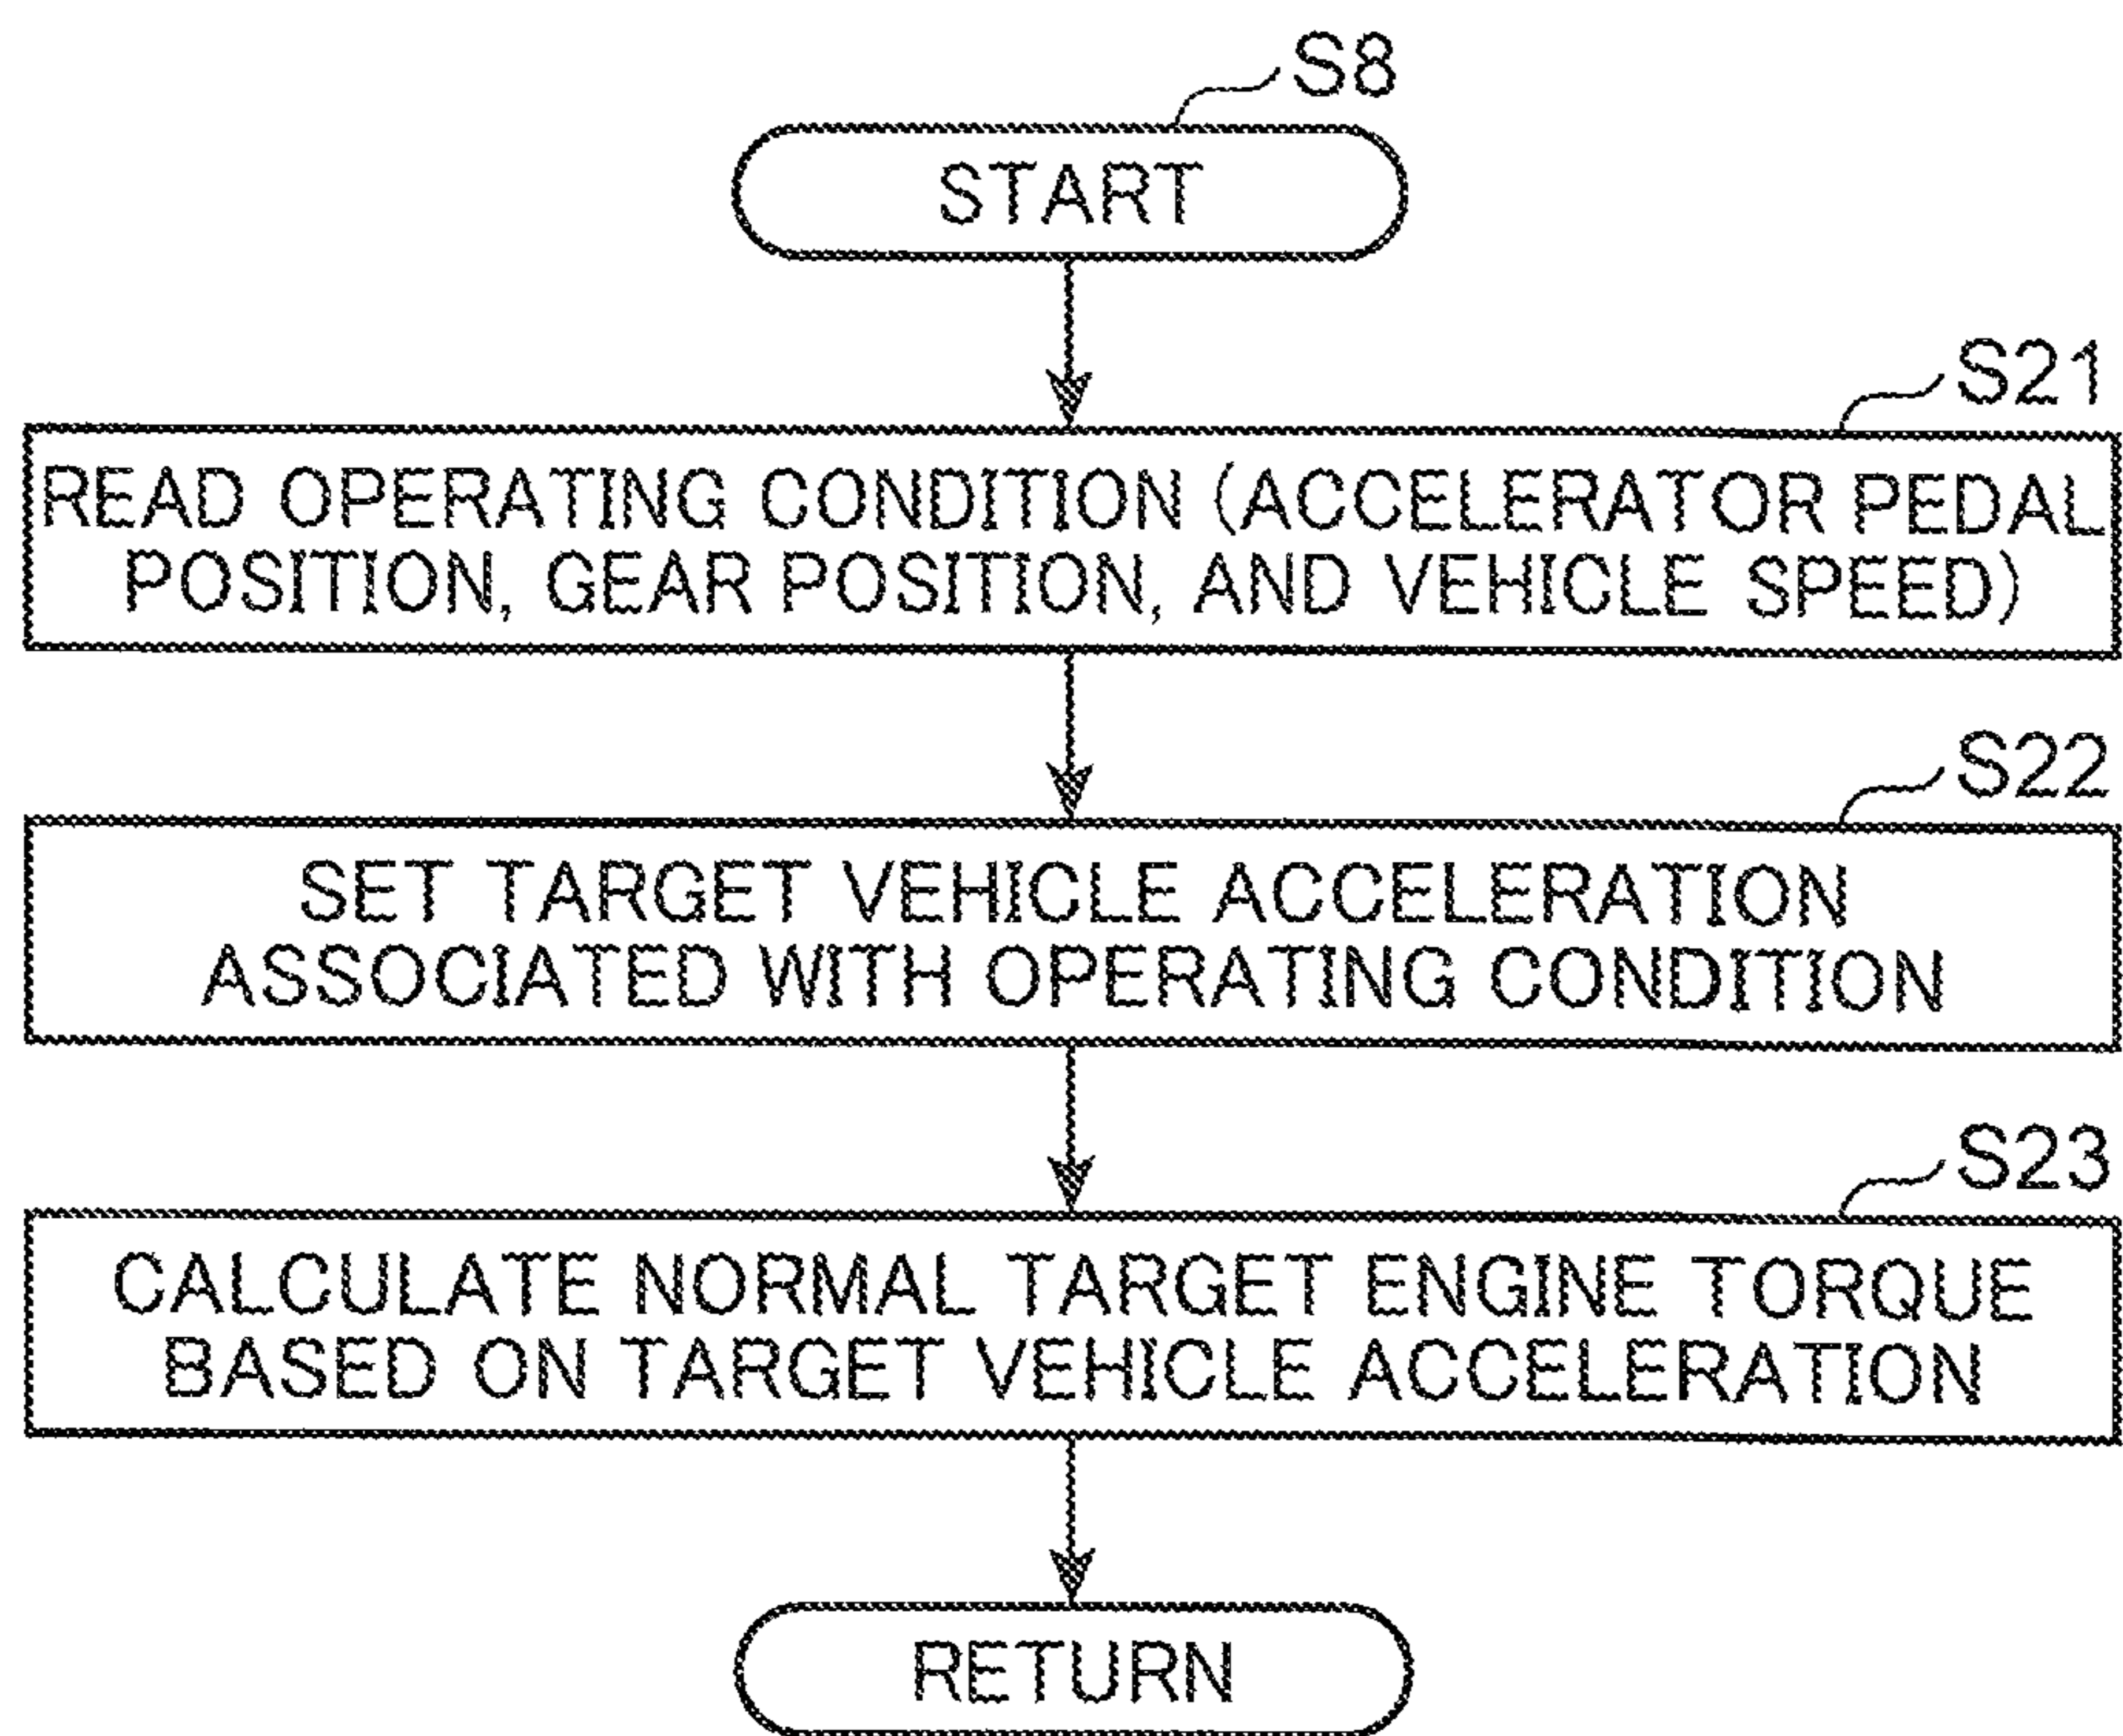 S8
START
S21
READ OPERATING CONDITION (ACCELERATOR PEDAL
POSITION, GEAR POSITION, AND VEHICLE SPEED)
S22
SET TARGET VEHICLE ACCELERATION
ASSOCIATED WITH OPERATING CONDITION
S23
CALCULATE NORMAL TARGET ENGINE TORQUE
BASED ON TARGET VEHICLE ACCELERATION
RETURN